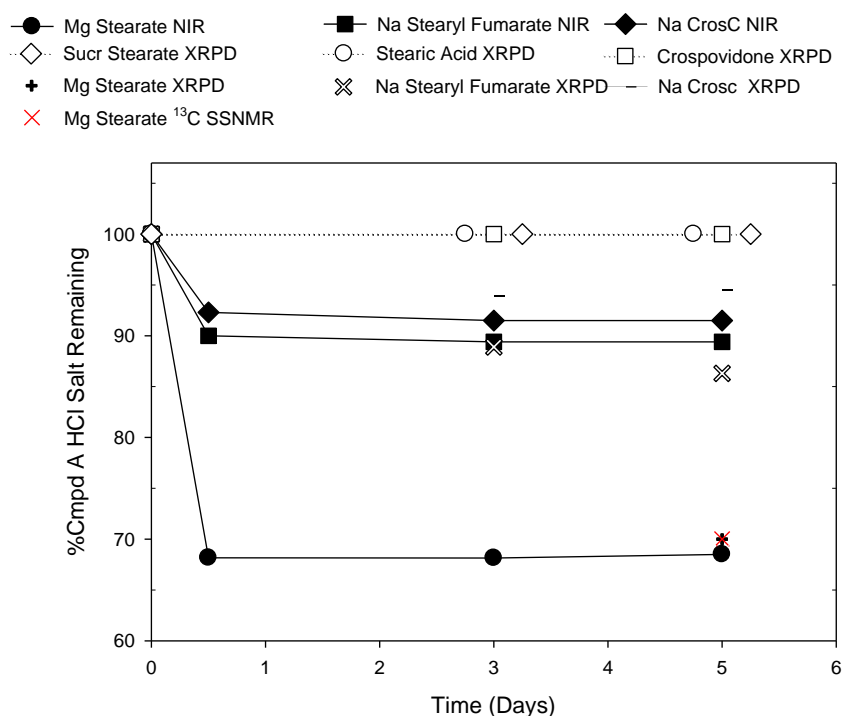 Mg Stearate NIR Na Stearyl Fumarate NIR Na CrosC NIR
Sucr Stearate XRPD Stearic Acid XRPD Crospovidone XRPD
Mg Stearate XRPD Na Stearyl Fumarate XRPD Na Crosc XRPD
Mg Stearate ¹³C SSNMR
%Cmpd A HCl Salt Remaining
100
90
80
70
60
0 1 2 3 4 5 6
Time (Days)